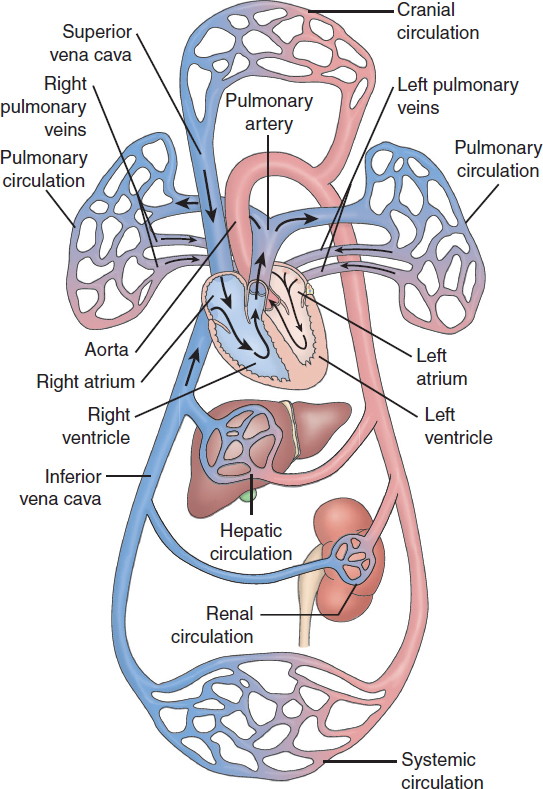 Cranial
circulation
Superior
vena cava
Right
pulmonary
veins
Left pulmonary
veins
Pulmonary
artery
Pulmonary
circulation
Pulmonary
circulation
Aorta
Right atrium
Left
atrium
Right
ventricle
Left
ventricle
Inferior
vena cava
Hepatic
circulation
Renal
circulation
Systemic
circulation